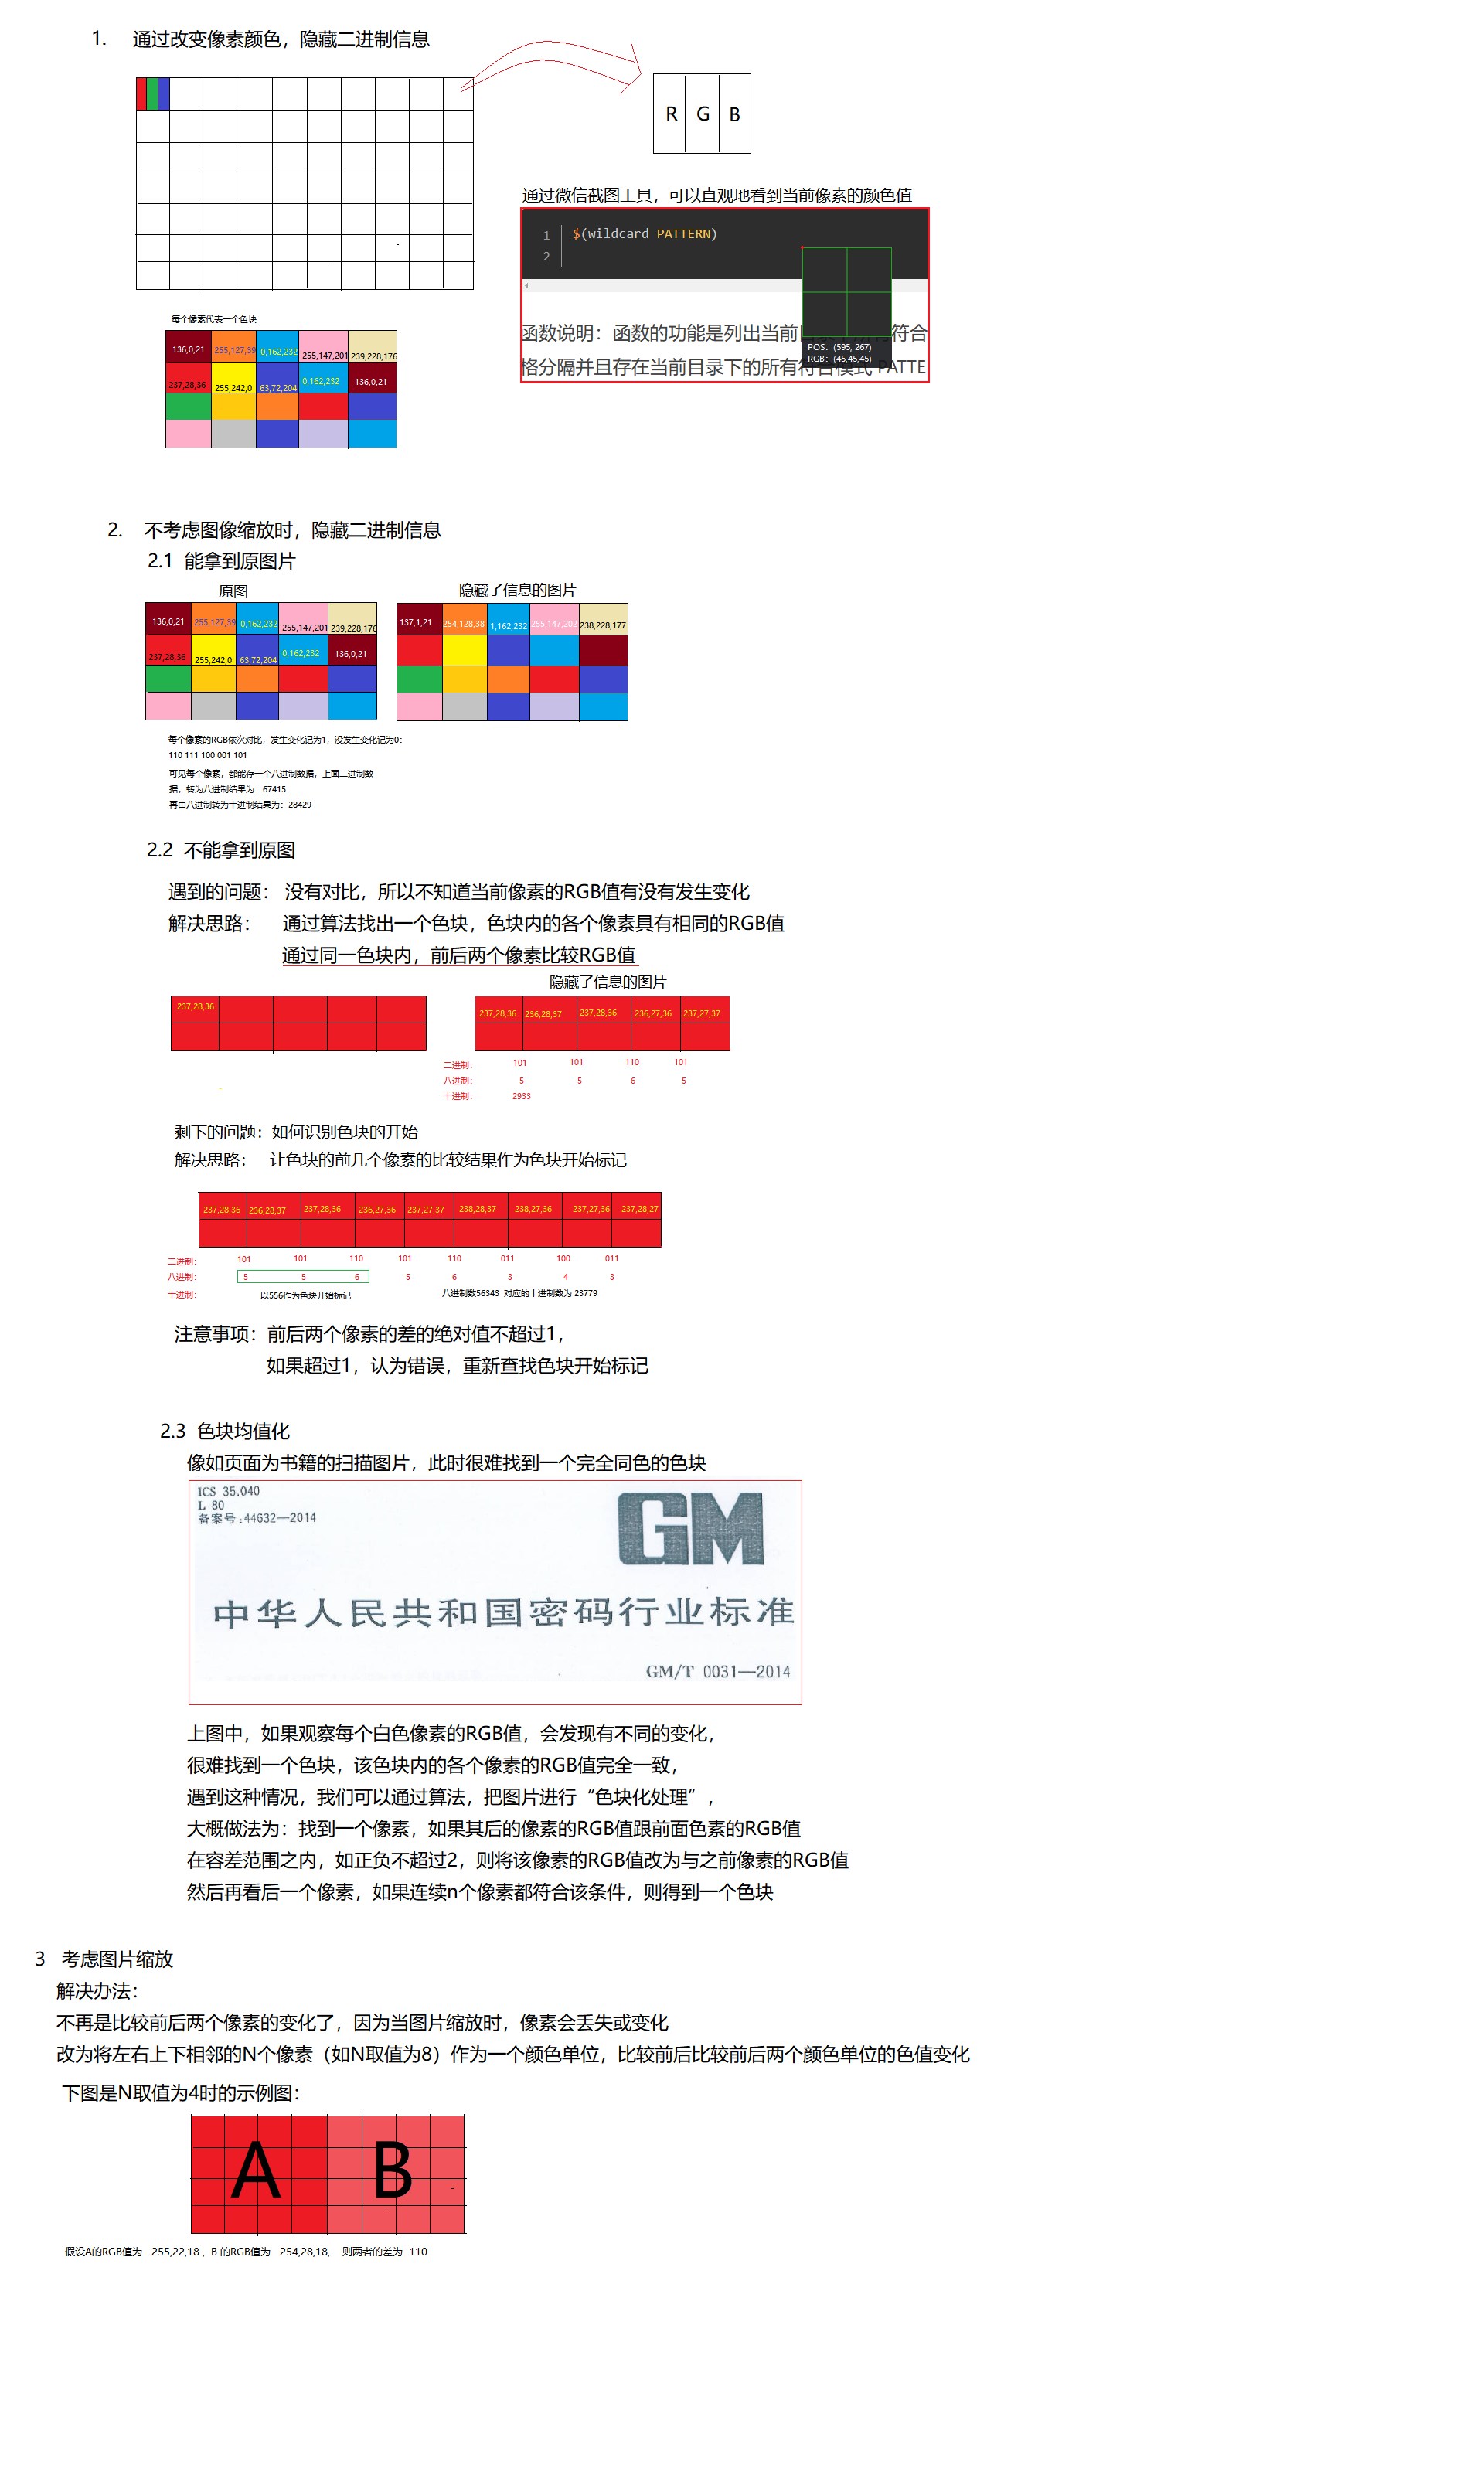 1. 通过改变像素颜色，隐藏二进制信息
R G B
通过微信截图工具，可以直观地看到当前像素的颜色值
1 $(wildcard PATTERN)
2
函数说明：函数的功能是列出当前 符合
格分隔并且存在当前目录下的所有符合模式 PATTE
POS: (595, 267)
RGB: (45,45,45)
每个像素代表一个色块
136,0,21 255,127,39 0,162,232 255,147,201 239,228,176
237,28,36 255,242,0 63,72,204 0,162,232 136,0,21
2. 不考虑图像缩放时，隐藏二进制信息
2.1 能拿到原图片
原图 隐藏了信息的图片
136,0,21 255,127,39 0,162,232 255,147,201 239,228,176
237,28,36 255,242,0 63,72,204 0,162,232 136,0,21
137,1,21 254,128,38 1,162,232 255,147,202 238,228,177
每个像素的RGB依次对比，发生变化记为1，没发生变化记为0：
110 111 100 001 101
可见每个像素，都能存一个八进制数据，上面二进制数
据，转为八进制结果为：67415
再由八进制转为十进制结果为：28429
2.2 不能拿到原图
遇到的问题： 没有对比，所以不知道当前像素的RGB值有没有发生变化
解决思路： 通过算法找出一个色块，色块内的各个像素具有相同的RGB值
通过同一色块内，前后两个像素比较RGB值
隐藏了信息的图片
237,28,36
237,28,36 236,28,37 237,28,36 236,27,36 237,27,37
二进制： 101 101 110 101
八进制： 5 5 6 5
十进制： 2933
剩下的问题：如何识别色块的开始
解决思路： 让色块的前几个像素的比较结果作为色块开始标记
237,28,36 236,28,37 237,28,36 236,27,36 237,27,37 238,28,37 238,27,36 237,27,36 237,28,27
二进制： 101 101 110 101 110 011 100 011
八进制： 5 5 6 5 6 3 4 3
十进制： 以556作为色块开始标记 八进制数56343 对应的十进制数为 23779
注意事项：前后两个像素的差的绝对值不超过1，
如果超过1，认为错误，重新查找色块开始标记
2.3 色块均值化
像如页面为书籍的扫描图片，此时很难找到一个完全同色的色块
ICS 35.040
L 80
备案号:44632—2014
GM
中华人民共和国密码行业标准
GM/T 0031—2014
上图中，如果观察每个白色像素的RGB值，会发现有不同的变化，
很难找到一个色块，该色块内的各个像素的RGB值完全一致，
遇到这种情况，我们可以通过算法，把图片进行“色块化处理”，
大概做法为：找到一个像素，如果其后的像素的RGB值跟前面色素的RGB值
在容差范围之内，如正负不超过2，则将该像素的RGB值改为与之前像素的RGB值
然后再看后一个像素，如果连续n个像素都符合该条件，则得到一个色块
3 考虑图片缩放
解决办法：
不再是比较前后两个像素的变化了，因为当图片缩放时，像素会丢失或变化
改为将左右上下相邻的N个像素（如N取值为8）作为一个颜色单位，比较前后比较前后两个颜色单位的色值变化
下图是N取值为4时的示例图：
A B
假设A的RGB值为 255,22,18 , B 的RGB值为 254,28,18, 则两者的差为 110